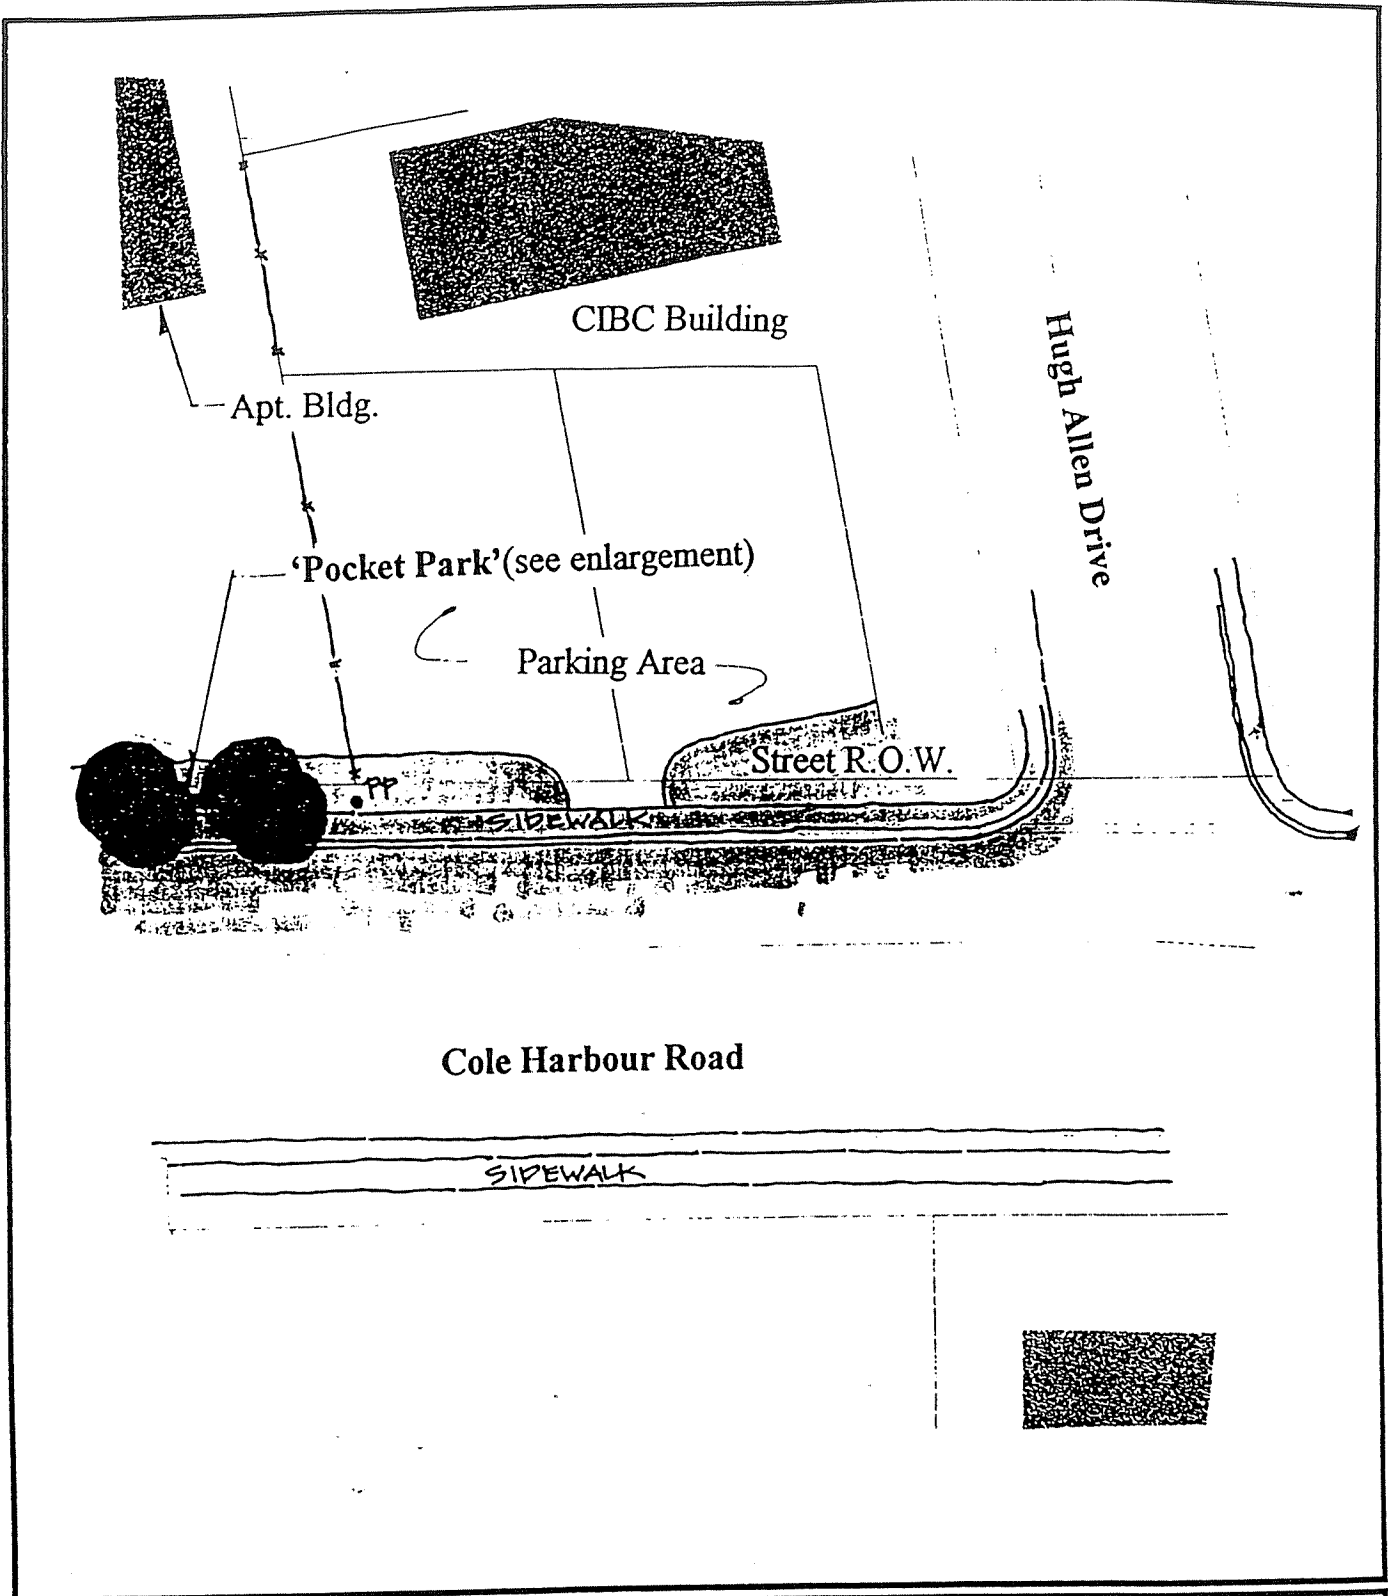 CIBC Building
Apt. Bldg.
Hugh Allen Drive
'Pocket Park'(see enlargement)
Parking Area
Street R.O.W.
PP
SIDEWALK
Cole Harbour Road
SIDEWALK